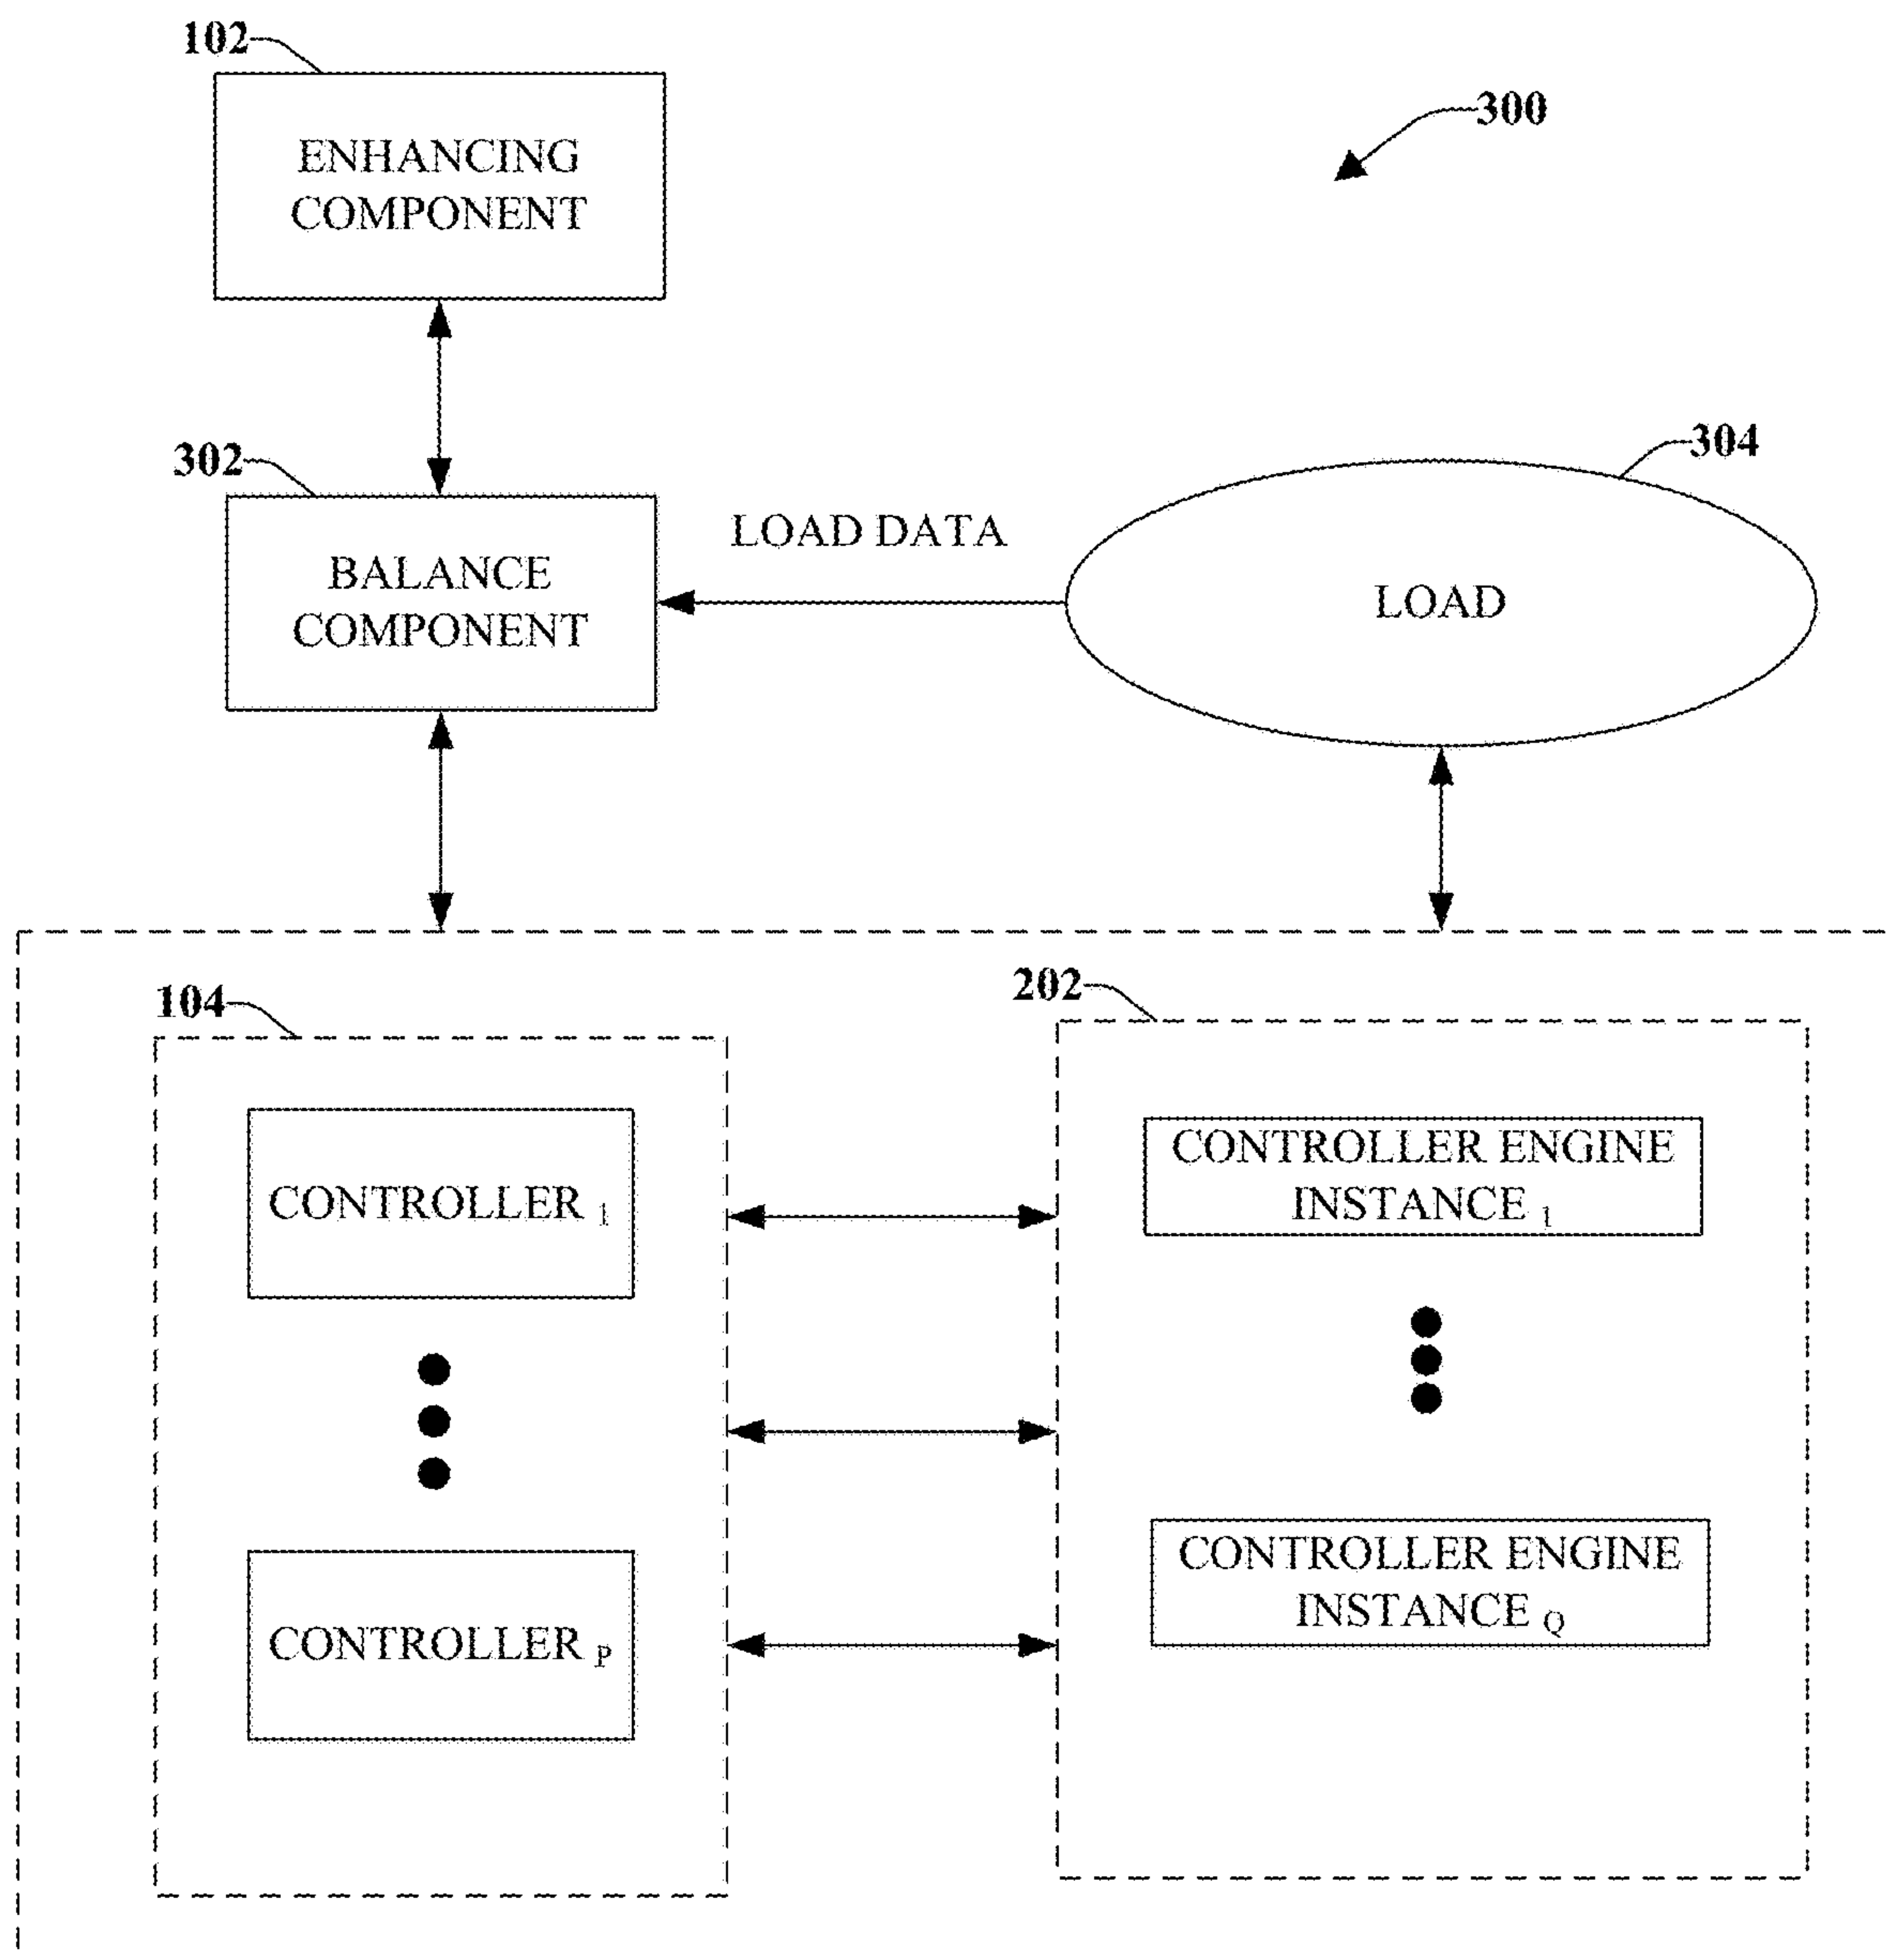 102
300
ENHANCING
COMPONENT
302
304
LOAD DATA
BALANCE
COMPONENT
LOAD
104
202
CONTROLLER 1
CONTROLLER ENGINE
INSTANCE 1
CONTROLLER P
CONTROLLER ENGINE
INSTANCE Q